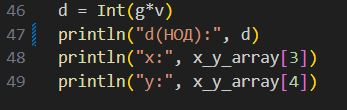 46 d = Int(g*v)
47 println("d(НОД):", d)
48 println("x:", x_y_array[3])
49 println("y:", x_y_array[4])